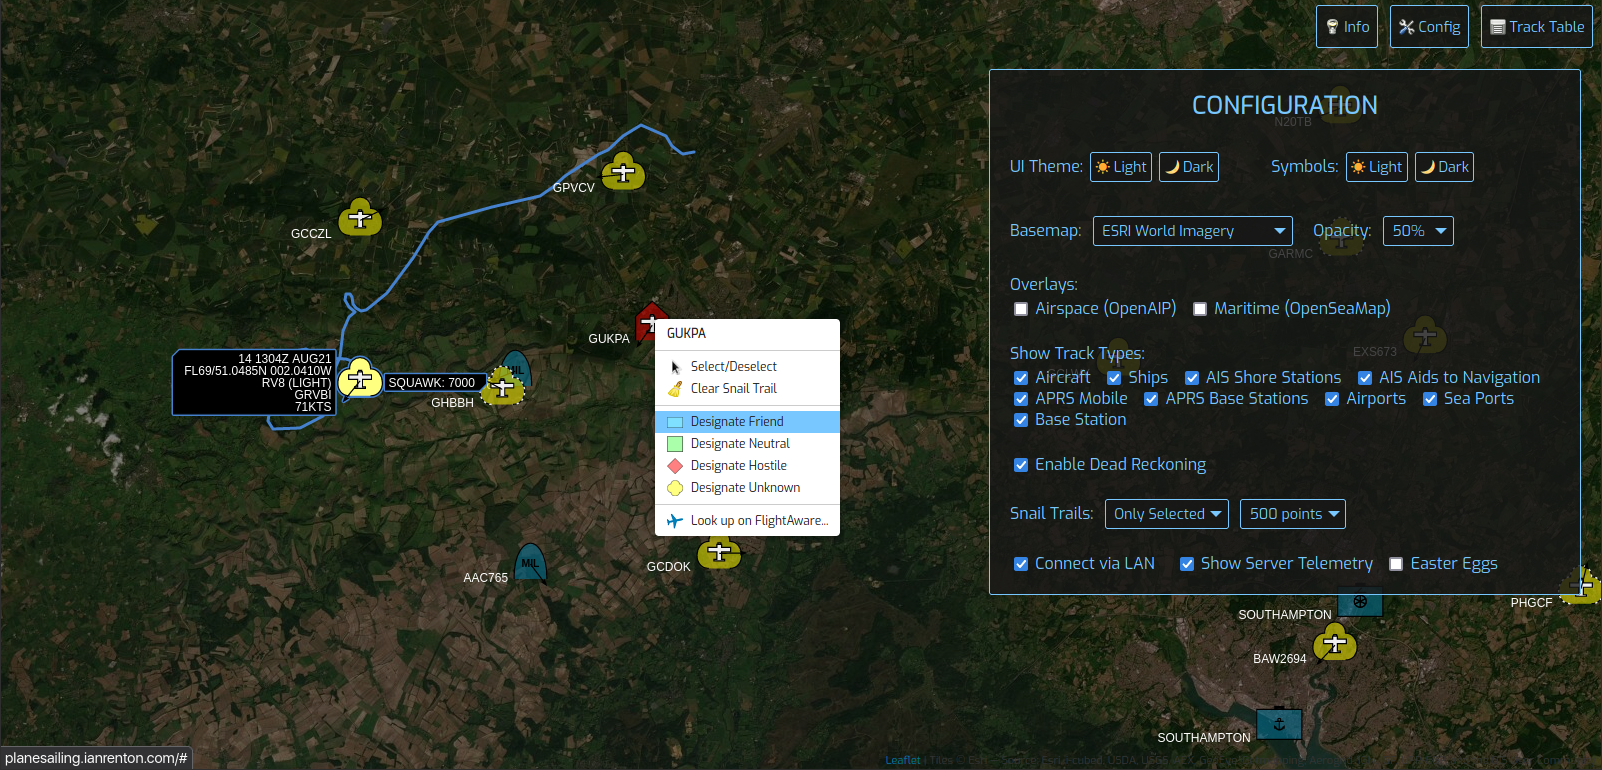 Info
Config
Track Table
CONFIGURATION
N20TB
UI Theme: Light Dark Symbols: Light Dark
GPVCV
GCCZL
Basemap: ESRI World Imagery Opacity: 50%
GARMC
Overlays:
Airspace (OpenAIP) Maritime (OpenSeaMap)
GUKPA
GUKPA
Select/Deselect
Clear Snail Trail
Designate Friend
Designate Neutral
Designate Hostile
Designate Unknown
Look up on FlightAware...
EXS673
Show Track Types:
Aircraft Ships AIS Shore Stations AIS Aids to Navigation
APRS Mobile APRS Base Stations Airports Sea Ports
Base Station
14 1304Z AUG21
FL69/51.0485N 002.0410W
RV8 (LIGHT)
GRVBI
71KTS
SQUAWK: 7000
MIL
GHBBH
Enable Dead Reckoning
Snail Trails: Only Selected 500 points
Connect via LAN Show Server Telemetry Easter Eggs
GCDOK
MIL
AAC765
SOUTHAMPTON
PHGCF
BAW2694
SOUTHAMPTON
planesailing.ianrenton.com/#
Leaflet